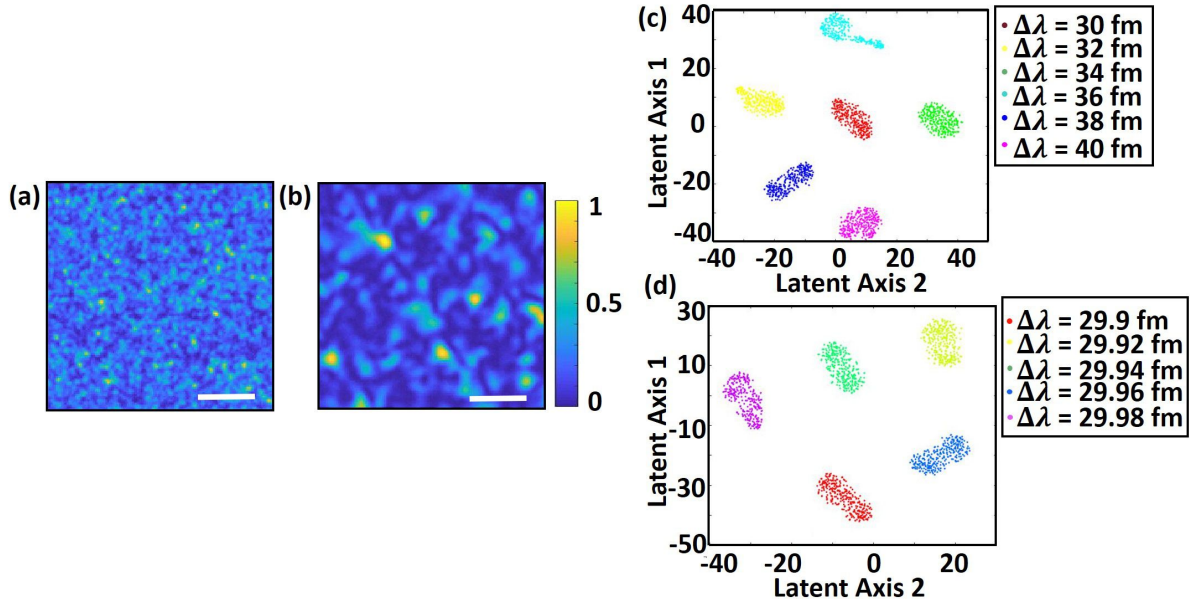 (a)
(b)
1
0.5
0
(c)
40
20
0
-20
-40
Latent Axis 1
-40
-20
0
20
40
Latent Axis 2
Δλ = 30 fm
Δλ = 32 fm
Δλ = 34 fm
Δλ = 36 fm
Δλ = 38 fm
Δλ = 40 fm
(d)
30
10
-10
-30
-50
Latent Axis 1
-40
-20
0
20
Latent Axis 2
Δλ = 29.9 fm
Δλ = 29.92 fm
Δλ = 29.94 fm
Δλ = 29.96 fm
Δλ = 29.98 fm